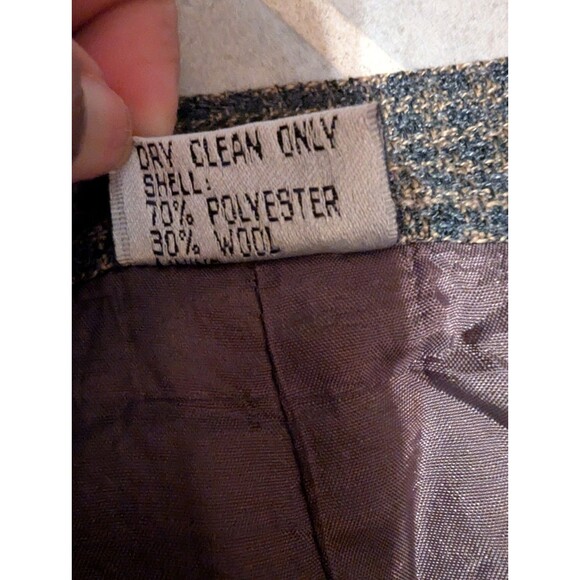 DRY CLEAN ONLY
SHELL:
70% POLYESTER
30% WOOL